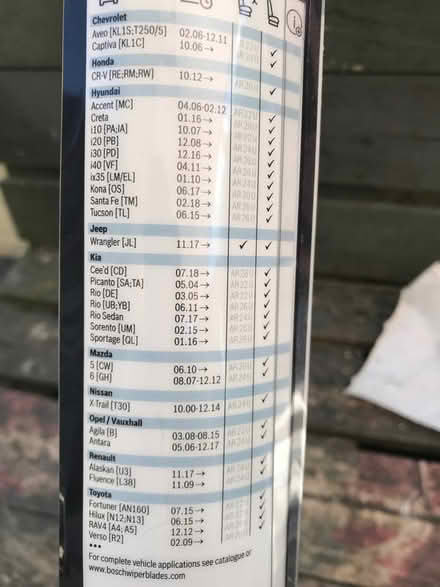 Chevrolet
Aveo [KL1S;T250/5] 02.06-12.11 ✓
Captiva [KL1C] 10.06→ ✓
Honda
CR-V [RE;RM;RW] 10.12→ ✓
Hyundai
Accent [MC] 04.06-02.12 ✓
Creta 01.16→ ✓
i10 [PA;IA] 10.07→ ✓
i20 [PB] 12.08→ ✓
i30 [PD] 12.16→ ✓
i40 [VF] 04.11→ ✓
ix35 [LM/EL] 01.10→ ✓
Kona [OS] 06.17→ ✓
Santa Fe [TM] 02.18→ ✓
Tucson [TL] 06.15→ ✓
Jeep
Wrangler [JL] 11.17→ ✓ ✓
Kia
Cee'd [CD] 07.18→ ✓
Picanto [SA;TA] 05.04→ ✓
Rio [DE] 03.05→ ✓
Rio [UB;YB] 06.11→ ✓
Rio Sedan 07.17→ ✓
Sorento [UM] 02.15→ ✓
Sportage [QL] 01.16→ ✓
Mazda
5 [CW] 06.10→ ✓
6 [GH] 08.07-12.12 ✓
Nissan
X-Trail [T30] 10.00-12.14 ✓
Opel / Vauxhall
Agila [B] 03.08-08.15 ✓
Antara 05.06-12.17 ✓
Renault
Alaskan [U3] 11.17→ ✓
Fluence [L38] 11.09→ ✓
Toyota
Fortuner [AN160] 07.15→ ✓
Hilux [N12;N13] 06.15→ ✓
RAV4 [A4; A5] 12.12→ ✓
Verso [R2] 02.09→ ✓
•••
For complete vehicle applications see catalogue or
www.boschwiperblades.com